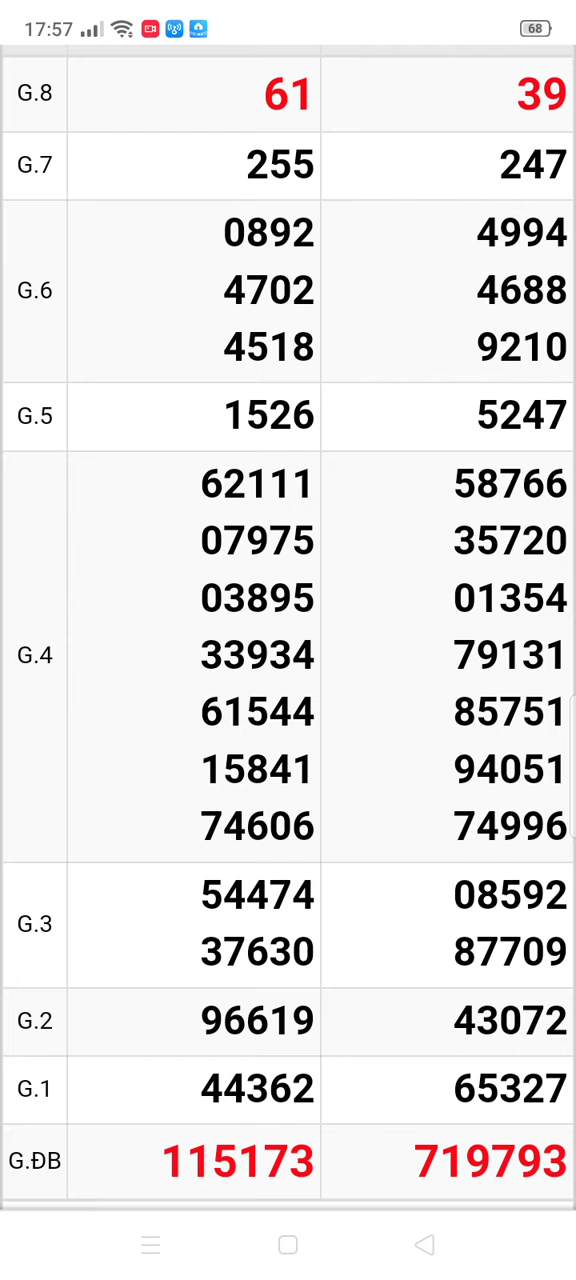 17:57 68
G.8 61 39
G.7 255 247
0892 4994
G.6 4702 4688
4518 9210
G.5 1526 5247
62111 58766
07975 35720
03895 01354
G.4 33934 79131
61544 85751
15841 94051
74606 74996
G.3 54474 08592
37630 87709
G.2 96619 43072
G.1 44362 65327
G.ĐB 115173 719793